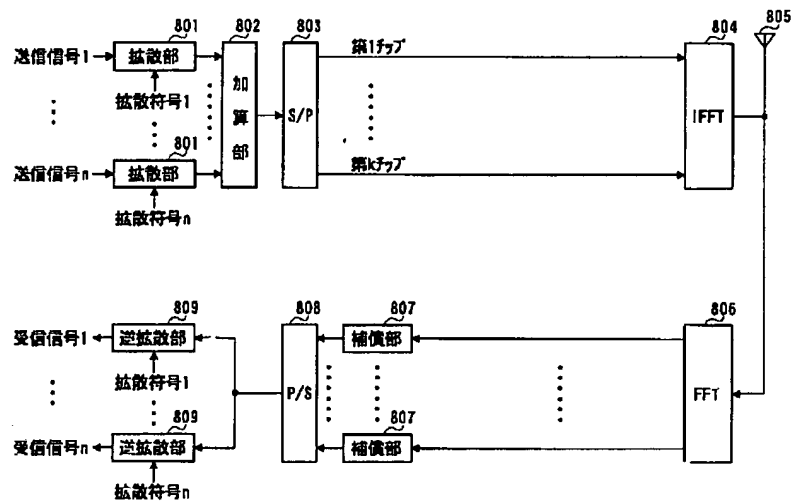 801
802
803
804
805
送信信号1
拡散部
加算部
S/P
第1チップ
IFFT
拡散符号1
801
送信信号n
拡散部
第kチップ
拡散符号n
809
808
807
806
受信信号1
逆拡散部
P/S
補償部
FFT
拡散符号1
809
807
受信信号n
逆拡散部
補償部
拡散符号n